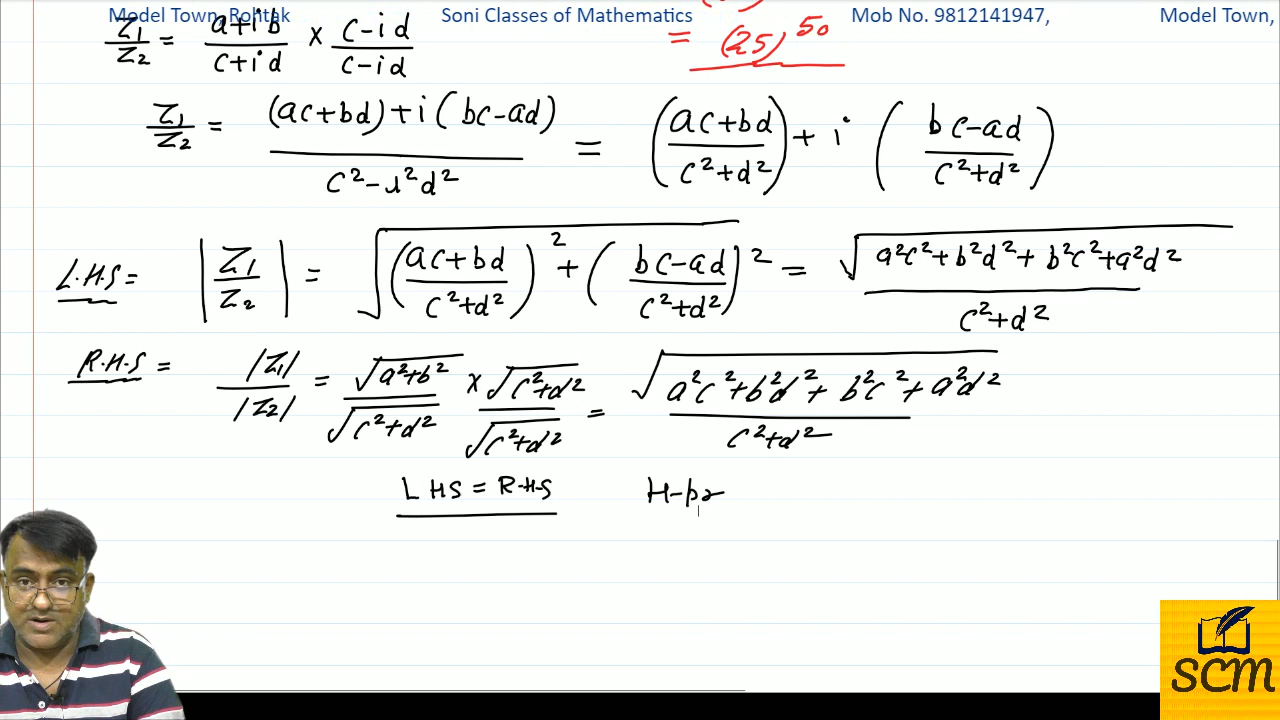 Model Town, Rohtak Soni Classes of Mathematics Mob No. 9812141947, Model Town,
Z₁/Z₂ = (a+ib)/(c+id) × (c-id)/(c-id)
= (25)⁵⁰
Z₁/Z₂ = ((ac+bd)+i(bc-ad))/(c²-i²d²) = ((ac+bd)/(c²+d²)) + i ((bc-ad)/(c²+d²))
L.H.S = |Z₁/Z₂| = √(((ac+bd)/(c²+d²))² + ((bc-ad)/(c²+d²))²) = √(a²c²+b²d²+b²c²+a²d²)/(c²+d²)
R.H.S = |Z₁|/|Z₂| = √(a²+b²)/√(c²+d²) × √(c²+d²)/√(c²+d²) = √(a²c²+b²d²+b²c²+a²d²)/(c²+d²)
LHS = R.H.S H-pr
SCM